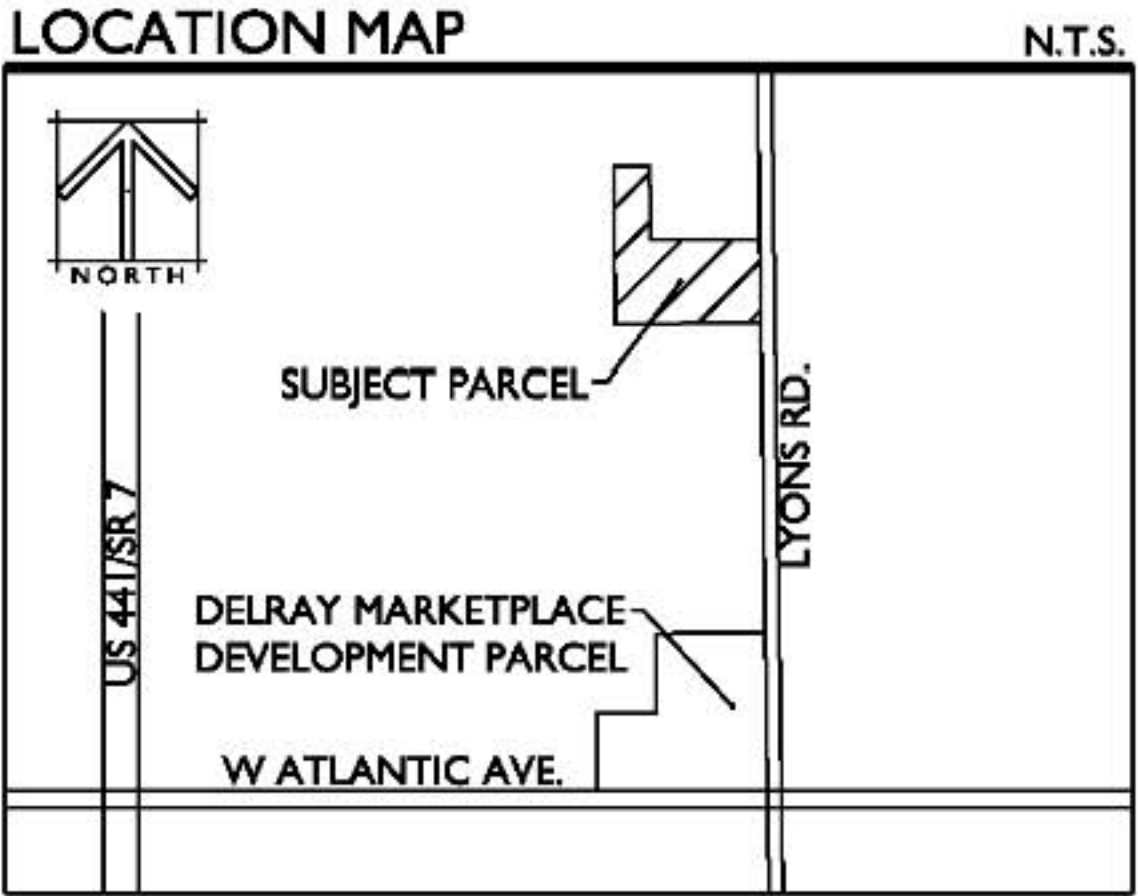 LOCATION MAP
N.T.S.
NORTH
SUBJECT PARCEL
LYONS RD.
US 441/SR 7
DELRAY MARKETPLACE
DEVELOPMENT PARCEL
W ATLANTIC AVE.